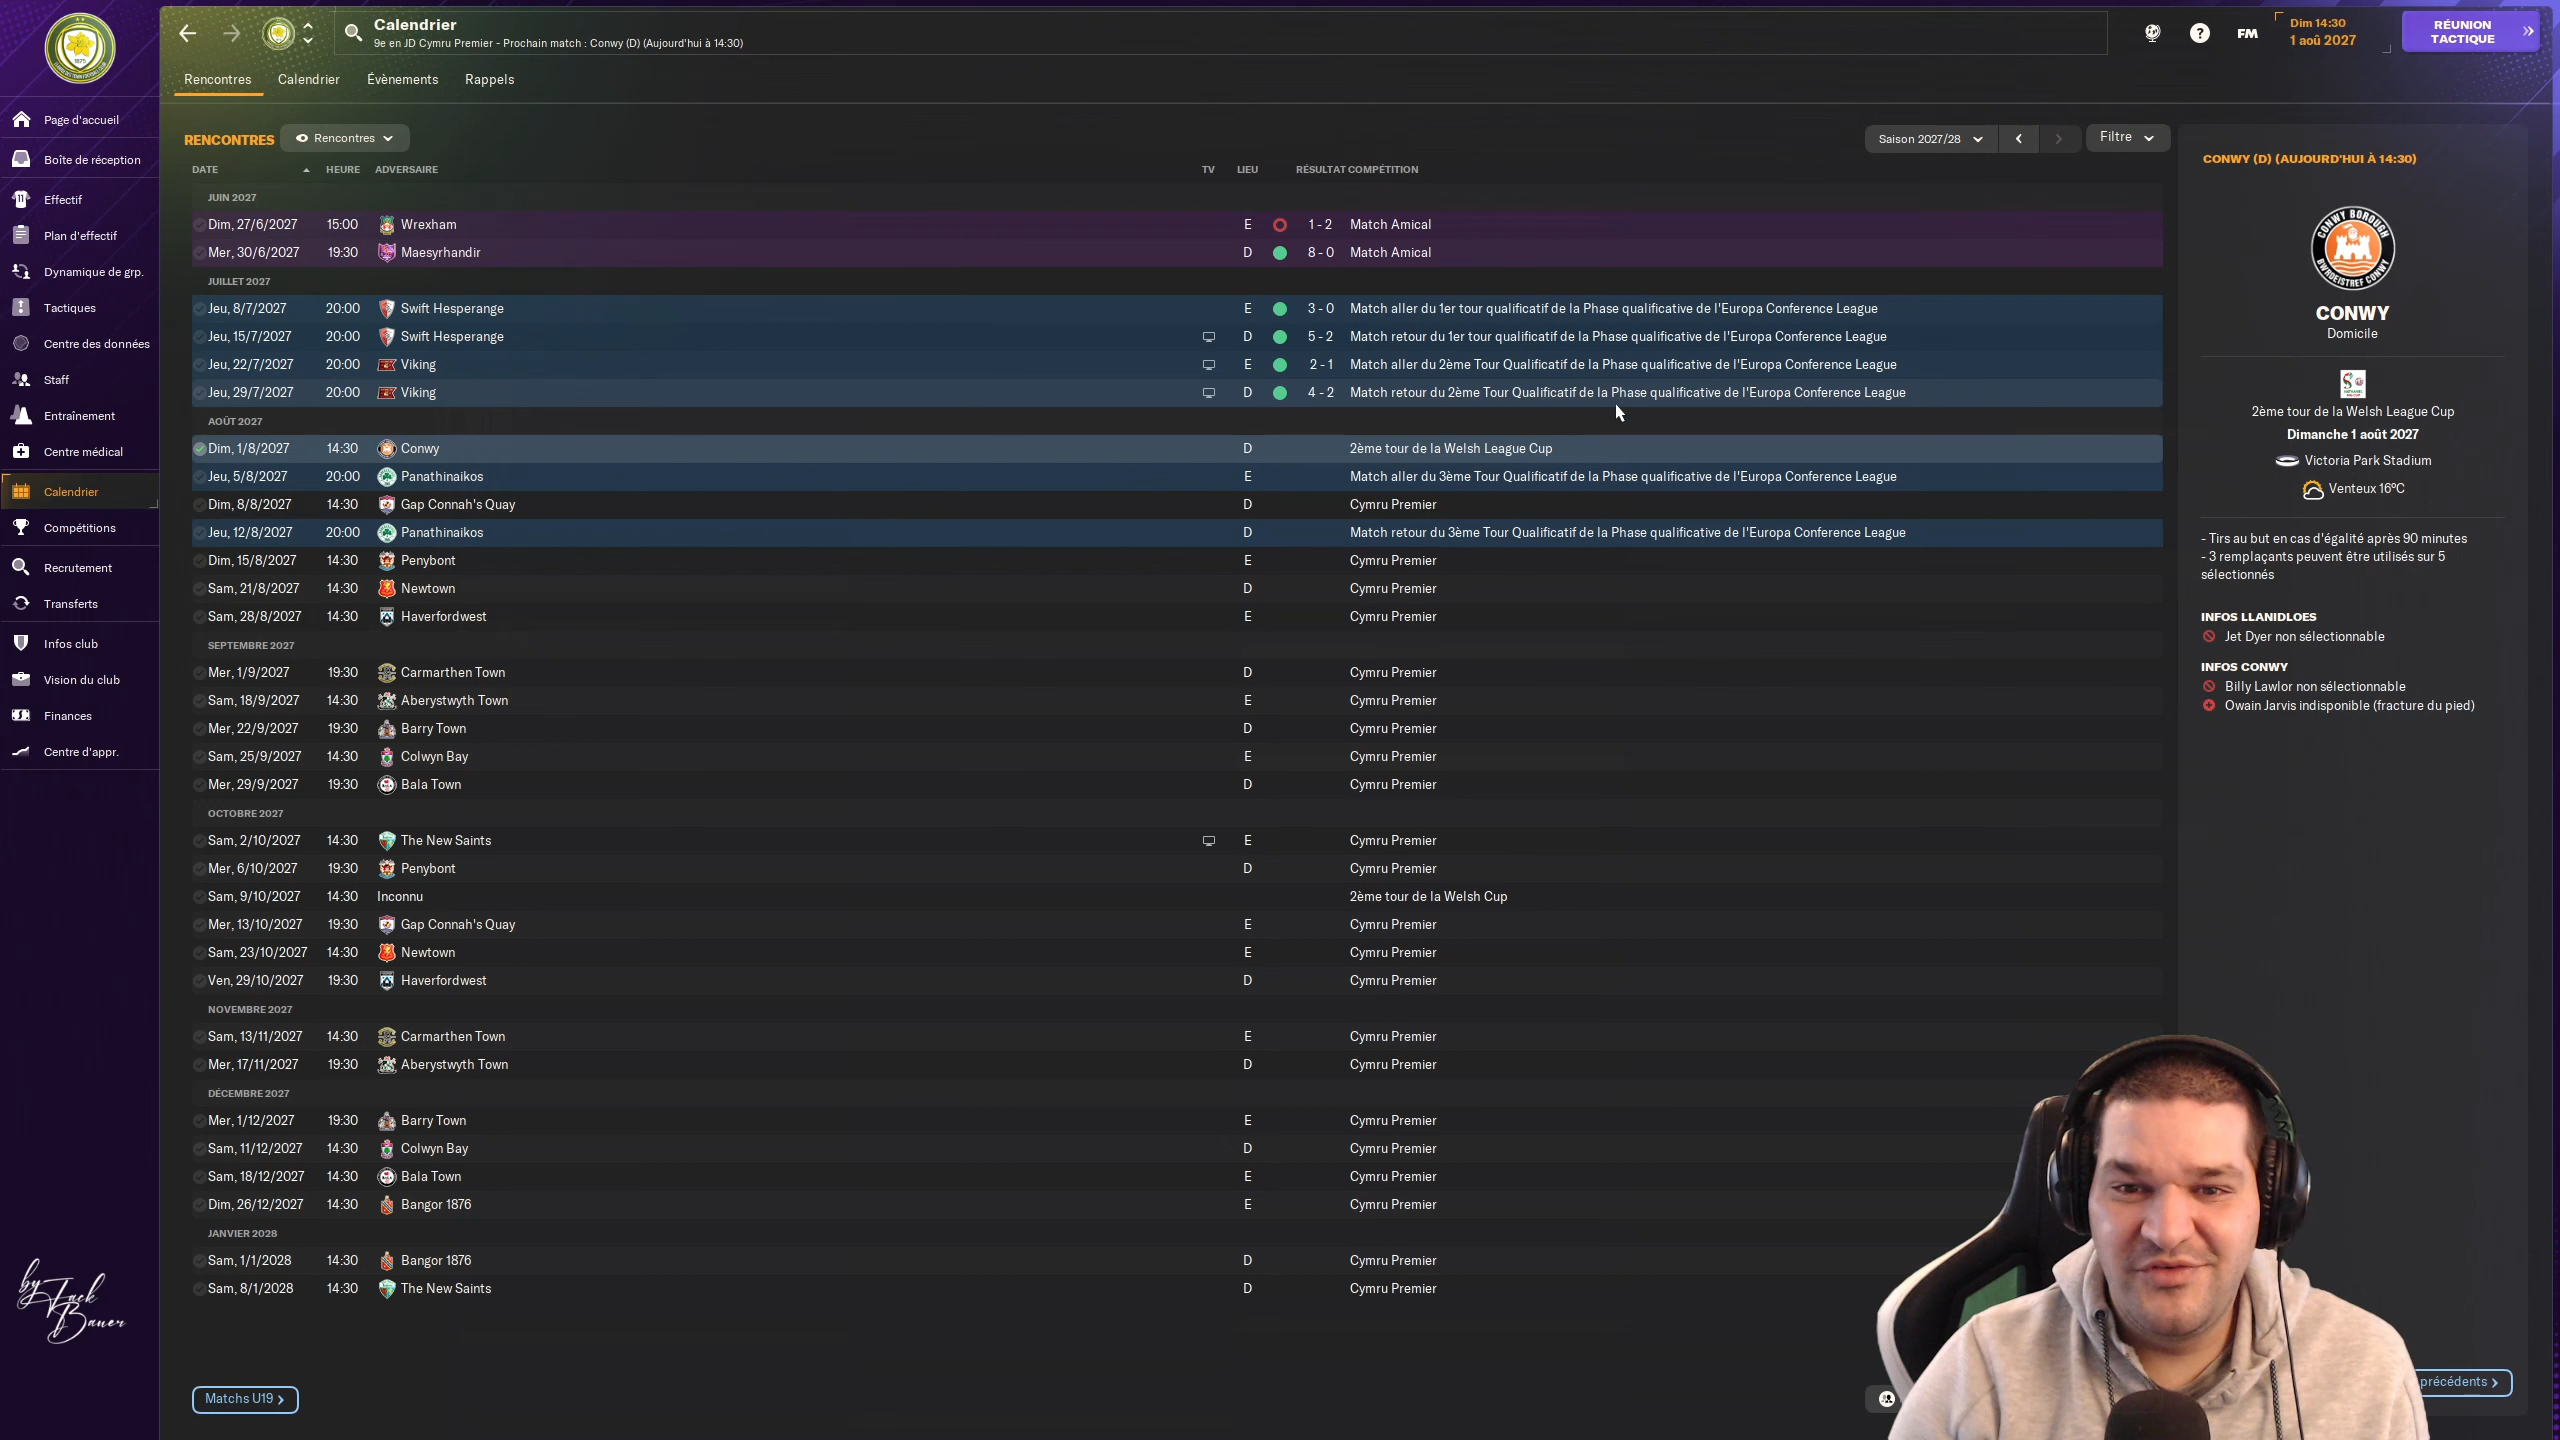 Calendrier
9e en JD Cymru Premier - Prochain match : Conwy (D) (Aujourd'hui à 14:30)
FM
Dim 14:30
1 aoû 2027
RÉUNION
TACTIQUE
Rencontres Calendrier Évènements Rappels
Page d'accueil
Boîte de réception
Effectif
Plan d'effectif
Dynamique de grp.
Tactiques
Centre des données
Staff
Entraînement
Centre médical
Calendrier
Compétitions
Recrutement
Transferts
Infos club
Vision du club
Finances
Centre d'appr.
by Jack
Bauer
RENCONTRES Rencontres Saison 2027/28 Filtre
DATE HEURE ADVERSAIRE TV LIEU RÉSULTAT COMPÉTITION
JUIN 2027
Dim, 27/6/2027 15:00 Wrexham E 1 - 2 Match Amical
Mer, 30/6/2027 19:30 Maesyrhandir D 8 - 0 Match Amical
JUILLET 2027
Jeu, 8/7/2027 20:00 Swift Hesperange E 3 - 0 Match aller du 1er tour qualificatif de la Phase qualificative de l'Europa Conference League
Jeu, 15/7/2027 20:00 Swift Hesperange D 5 - 2 Match retour du 1er tour qualificatif de la Phase qualificative de l'Europa Conference League
Jeu, 22/7/2027 20:00 Viking E 2 - 1 Match aller du 2ème Tour Qualificatif de la Phase qualificative de l'Europa Conference League
Jeu, 29/7/2027 20:00 Viking D 4 - 2 Match retour du 2ème Tour Qualificatif de la Phase qualificative de l'Europa Conference League
AOÛT 2027
Dim, 1/8/2027 14:30 Conwy D 2ème tour de la Welsh League Cup
Jeu, 5/8/2027 20:00 Panathinaikos E Match aller du 3ème Tour Qualificatif de la Phase qualificative de l'Europa Conference League
Dim, 8/8/2027 14:30 Gap Connah's Quay D Cymru Premier
Jeu, 12/8/2027 20:00 Panathinaikos D Match retour du 3ème Tour Qualificatif de la Phase qualificative de l'Europa Conference League
Dim, 15/8/2027 14:30 Penybont E Cymru Premier
Sam, 21/8/2027 14:30 Newtown D Cymru Premier
Sam, 28/8/2027 14:30 Haverfordwest E Cymru Premier
SEPTEMBRE 2027
Mer, 1/9/2027 19:30 Carmarthen Town D Cymru Premier
Sam, 18/9/2027 14:30 Aberystwyth Town E Cymru Premier
Mer, 22/9/2027 19:30 Barry Town D Cymru Premier
Sam, 25/9/2027 14:30 Colwyn Bay E Cymru Premier
Mer, 29/9/2027 19:30 Bala Town D Cymru Premier
OCTOBRE 2027
Sam, 2/10/2027 14:30 The New Saints E Cymru Premier
Mer, 6/10/2027 19:30 Penybont D Cymru Premier
Sam, 9/10/2027 14:30 Inconnu 2ème tour de la Welsh Cup
Mer, 13/10/2027 19:30 Gap Connah's Quay E Cymru Premier
Sam, 23/10/2027 14:30 Newtown E Cymru Premier
Ven, 29/10/2027 19:30 Haverfordwest D Cymru Premier
NOVEMBRE 2027
Sam, 13/11/2027 14:30 Carmarthen Town E Cymru Premier
Mer, 17/11/2027 19:30 Aberystwyth Town D Cymru Premier
DÉCEMBRE 2027
Mer, 1/12/2027 19:30 Barry Town E Cymru Premier
Sam, 11/12/2027 14:30 Colwyn Bay D Cymru Premier
Sam, 18/12/2027 14:30 Bala Town E Cymru Premier
Dim, 26/12/2027 14:30 Bangor 1876 E Cymru Premier
JANVIER 2028
Sam, 1/1/2028 14:30 Bangor 1876 D Cymru Premier
Sam, 8/1/2028 14:30 The New Saints D Cymru Premier
Matchs U19
CONWY (D) (AUJOURD'HUI À 14:30)
CONWY BOROUGH
BWRDEISTREF CONWY
CONWY
Domicile
2ème tour de la Welsh League Cup
Dimanche 1 août 2027
Victoria Park Stadium
Venteux 16ºC
- Tirs au but en cas d'égalité après 90 minutes
- 3 remplaçants peuvent être utilisés sur 5
sélectionnés
INFOS LLANIDLOES
Jet Dyer non sélectionnable
INFOS CONWY
Billy Lawlor non sélectionnable
Owain Jarvis indisponible (fracture du pied)
précédents